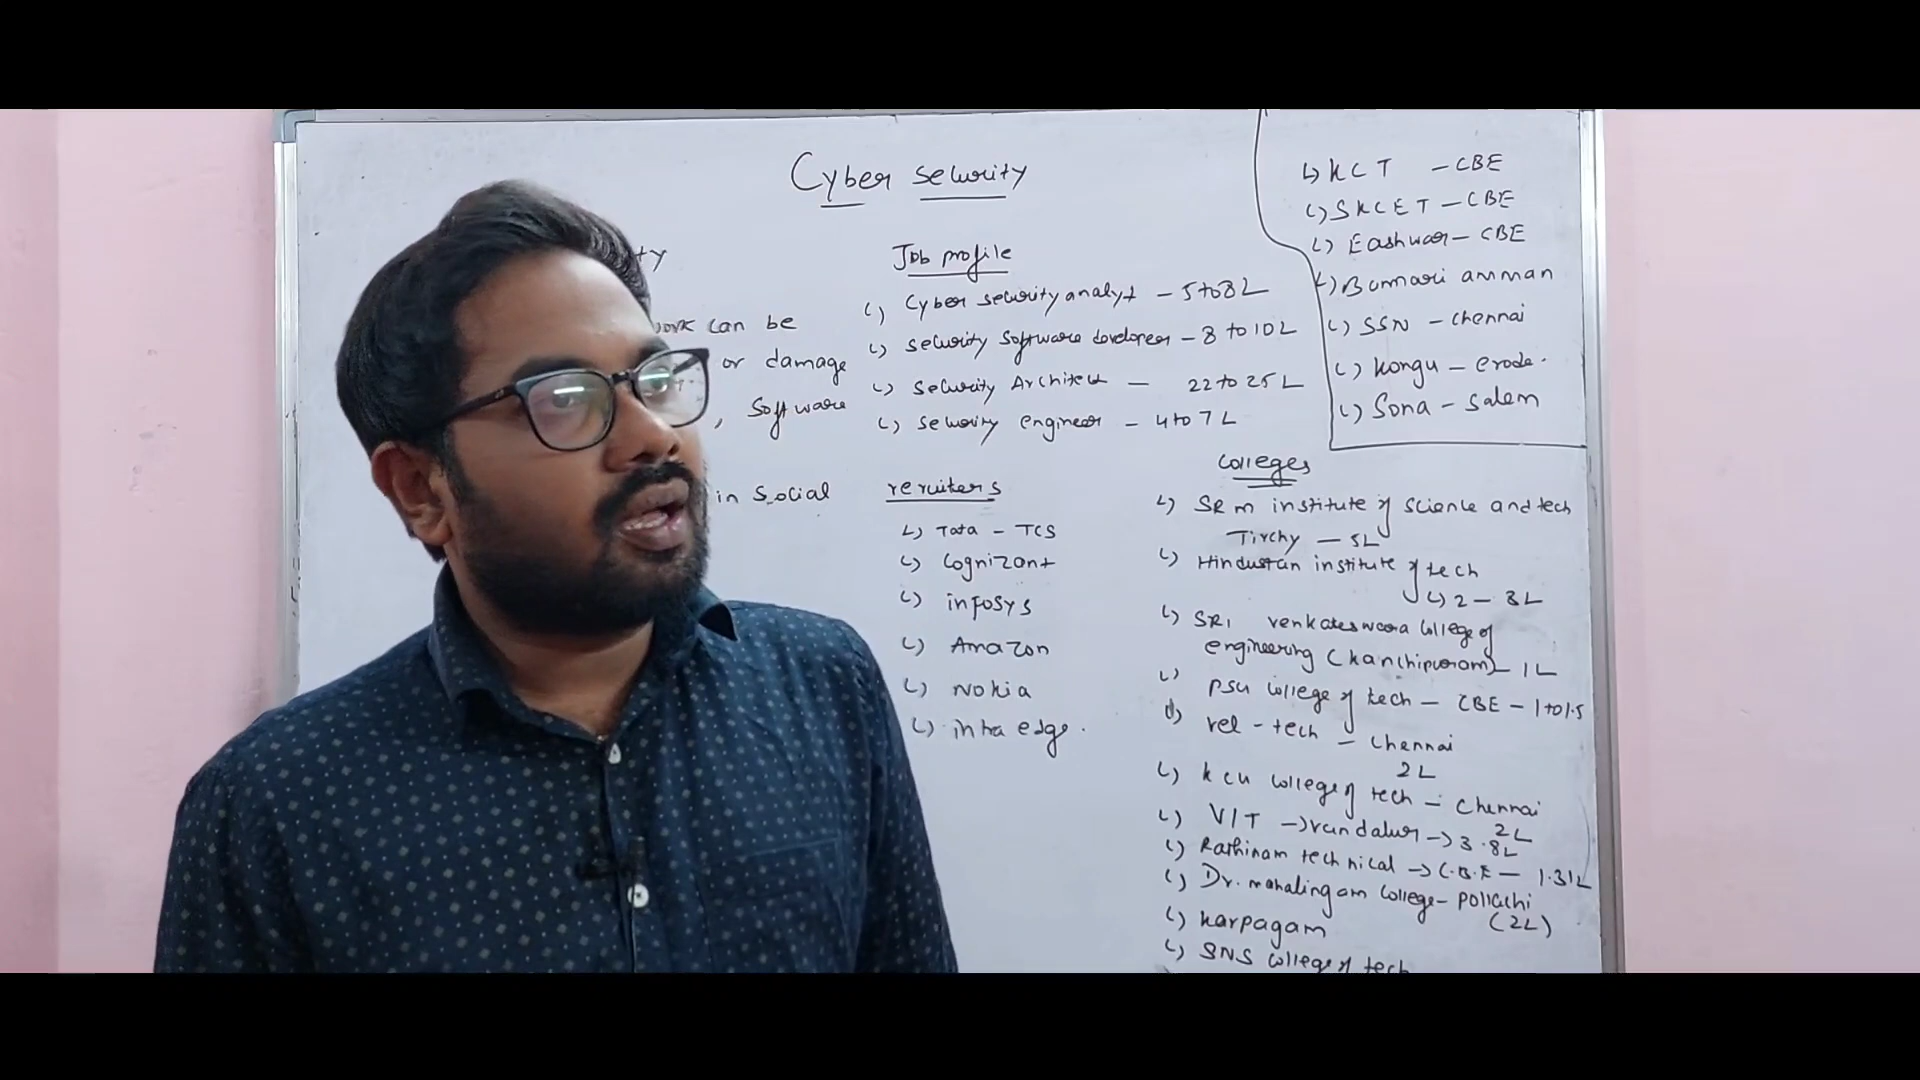 Cyber security
ty
work can be
or damage
, Software
in social
Job profile
Cyber security analyt - 5 to 8 L
security software developer - 8 to 10 L
security Architect - 22 to 25 L
security engineer - 4 to 7 L
reruiters
Tata - TCS
Cognizant
infosys
Amazon
Nokia
intra edge.
KCT - CBE
SKCET - CBE
Eashwar - CBE
Bannari amman
SSN - chennai
kongu - erode.
Sona - Salem
Colleges
SRM institute of science and tech
Tirchy - 5L
Hindustan institute of tech
2 - 3L
SRI venkateswara college of
engineering (kanchipuram) - 1L
PSG college of tech - CBE - 1 to 1.5
vel - tech - chennai
2L
KCG college of tech - chennai
2L
VIT -> vandalur -> 3.8L
Rathinam technical -> C.B.E - 1.31L
Dr. mahalingam college - pollachi
(2L)
karpagam
SNS college of tech